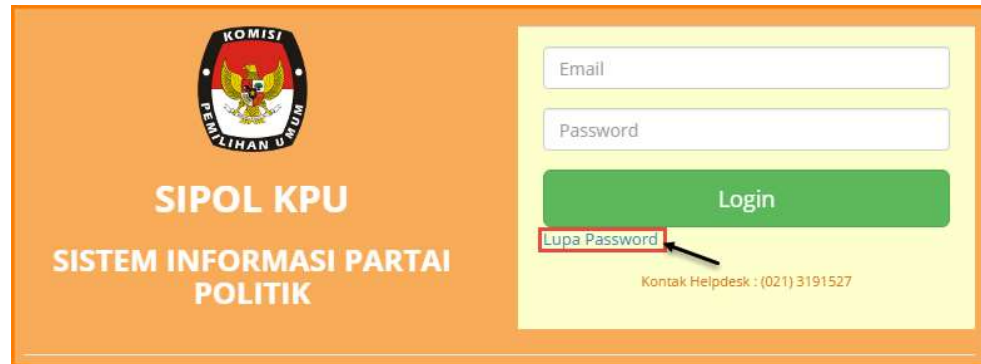 KOMISI
PEMILIHAN UMUM
SIPOL KPU
SISTEM INFORMASI PARTAI
POLITIK
Email
Password
Login
Lupa Password
Kontak Helpdesk : (021) 3191527